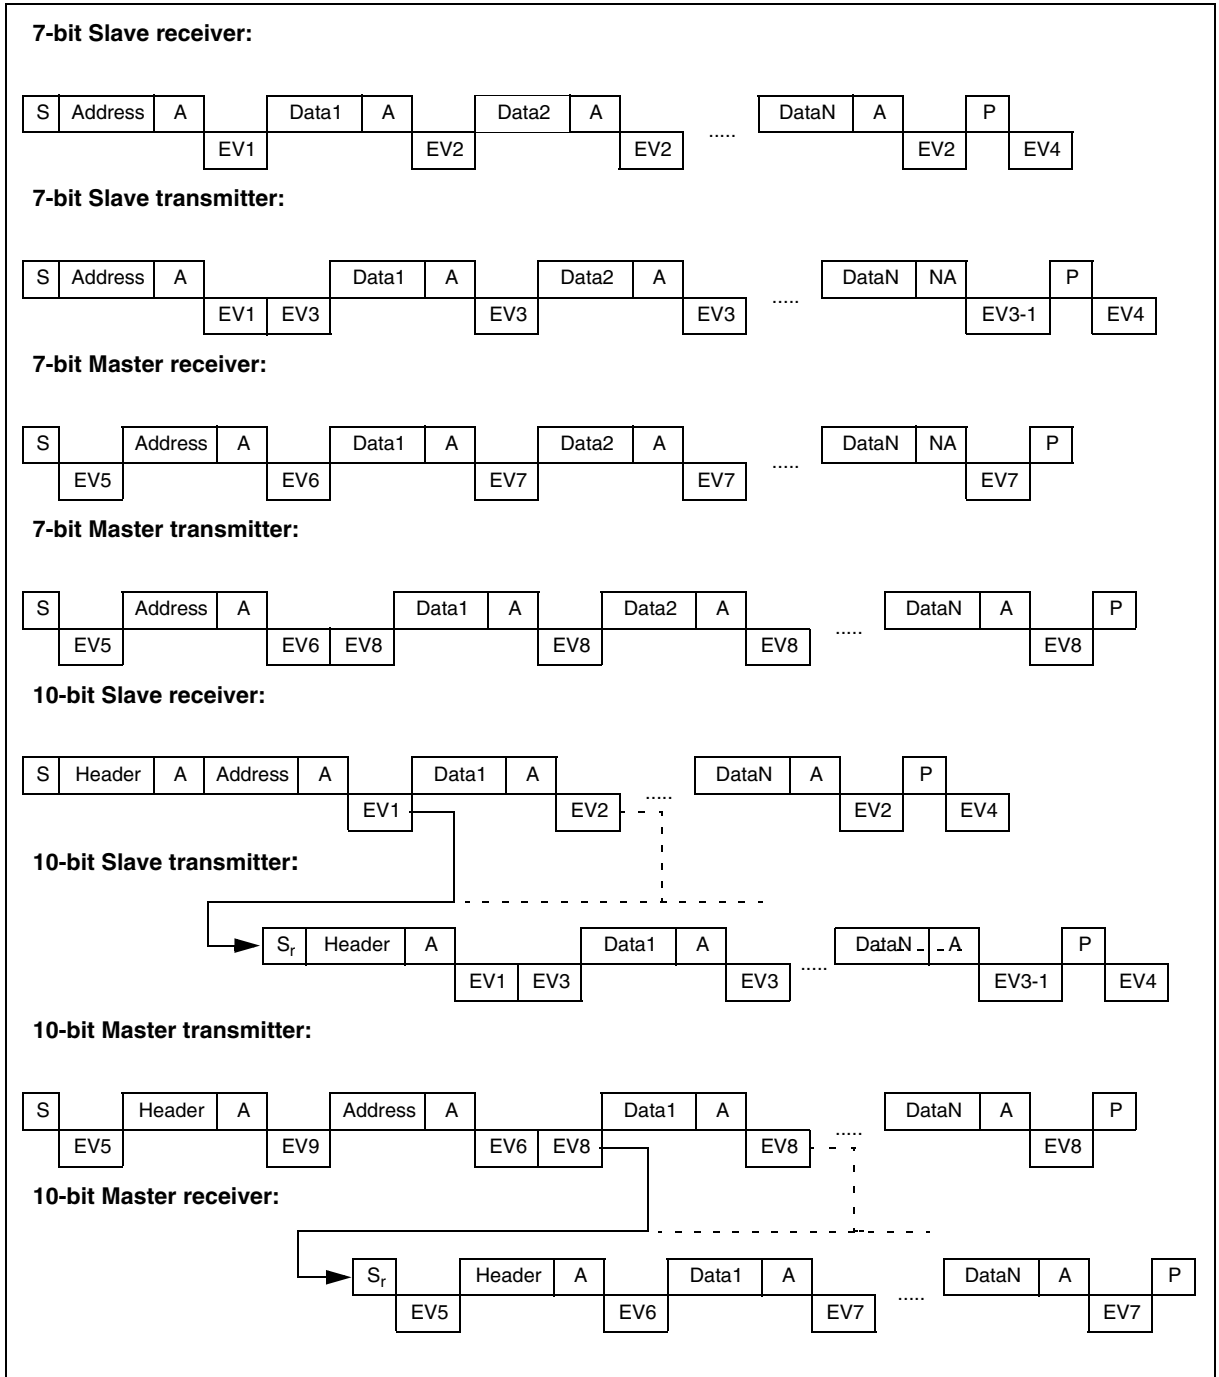 7-bit Slave receiver:
S Address A Data1 A Data2 A ..... DataN A P
EV1 EV2 EV2 EV2 EV4
7-bit Slave transmitter:
S Address A Data1 A Data2 A ..... DataN NA P
EV1 EV3 EV3 EV3 EV3-1 EV4
7-bit Master receiver:
S Address A Data1 A Data2 A ..... DataN NA P
EV5 EV6 EV7 EV7 EV7
7-bit Master transmitter:
S Address A Data1 A Data2 A ..... DataN A P
EV5 EV6 EV8 EV8 EV8 EV8
10-bit Slave receiver:
S Header A Address A Data1 A ..... DataN A P
EV1 EV2 EV2 EV4
10-bit Slave transmitter:
Sr Header A Data1 A ..... DataN A P
EV1 EV3 EV3 EV3-1 EV4
10-bit Master transmitter:
S Header A Address A Data1 A ..... DataN A P
EV5 EV9 EV6 EV8 EV8 EV8
10-bit Master receiver:
Sr Header A Data1 A ..... DataN A P
EV5 EV6 EV7 EV7